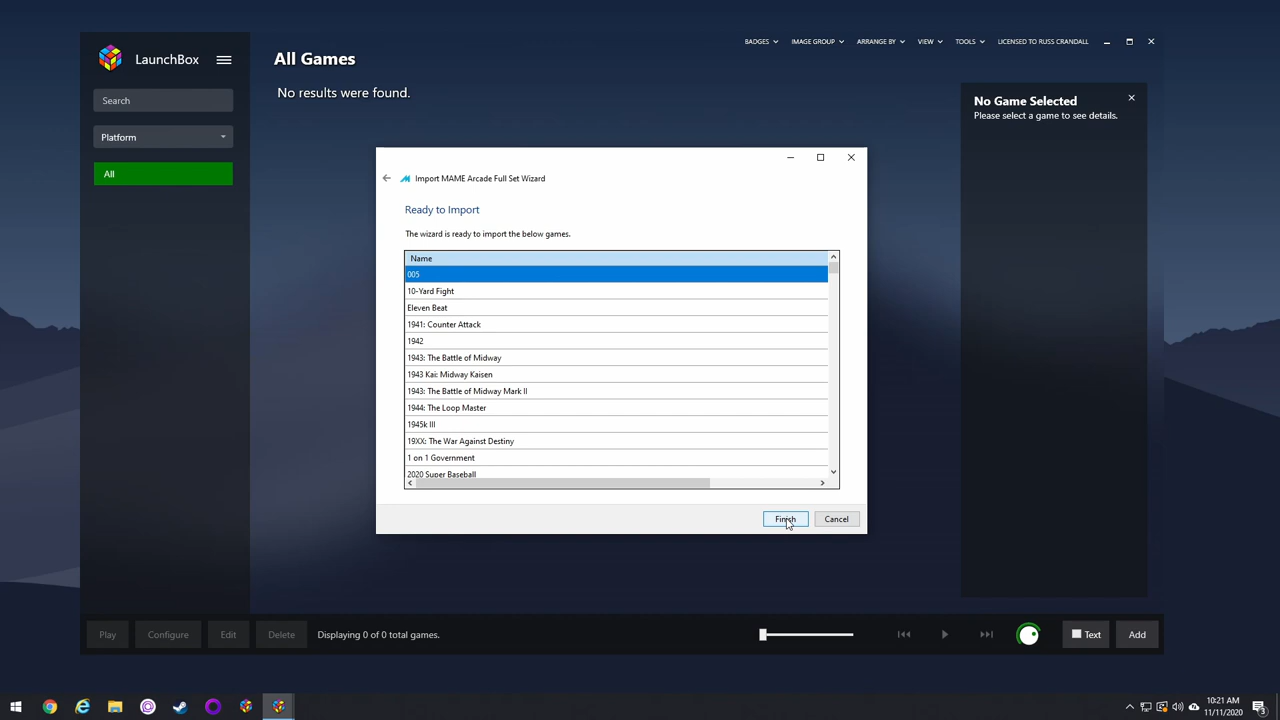 BADGES IMAGE GROUP ARRANGE BY VIEW TOOLS LICENSED TO RUSS CRANDALL
LaunchBox
All Games
Search
No results were found.
No Game Selected
Please select a game to see details.
Platform
All
Import MAME Arcade Full Set Wizard
Ready to Import
The wizard is ready to import the below games.
Name
005
10-Yard Fight
Eleven Beat
1941: Counter Attack
1942
1943: The Battle of Midway
1943 Kai: Midway Kaisen
1943: The Battle of Midway Mark II
1944: The Loop Master
1945k III
19XX: The War Against Destiny
1 on 1 Government
2020 Super Baseball
Finish Cancel
Play Configure Edit Delete Displaying 0 of 0 total games. Text Add
10:21 AM
11/11/2020
3